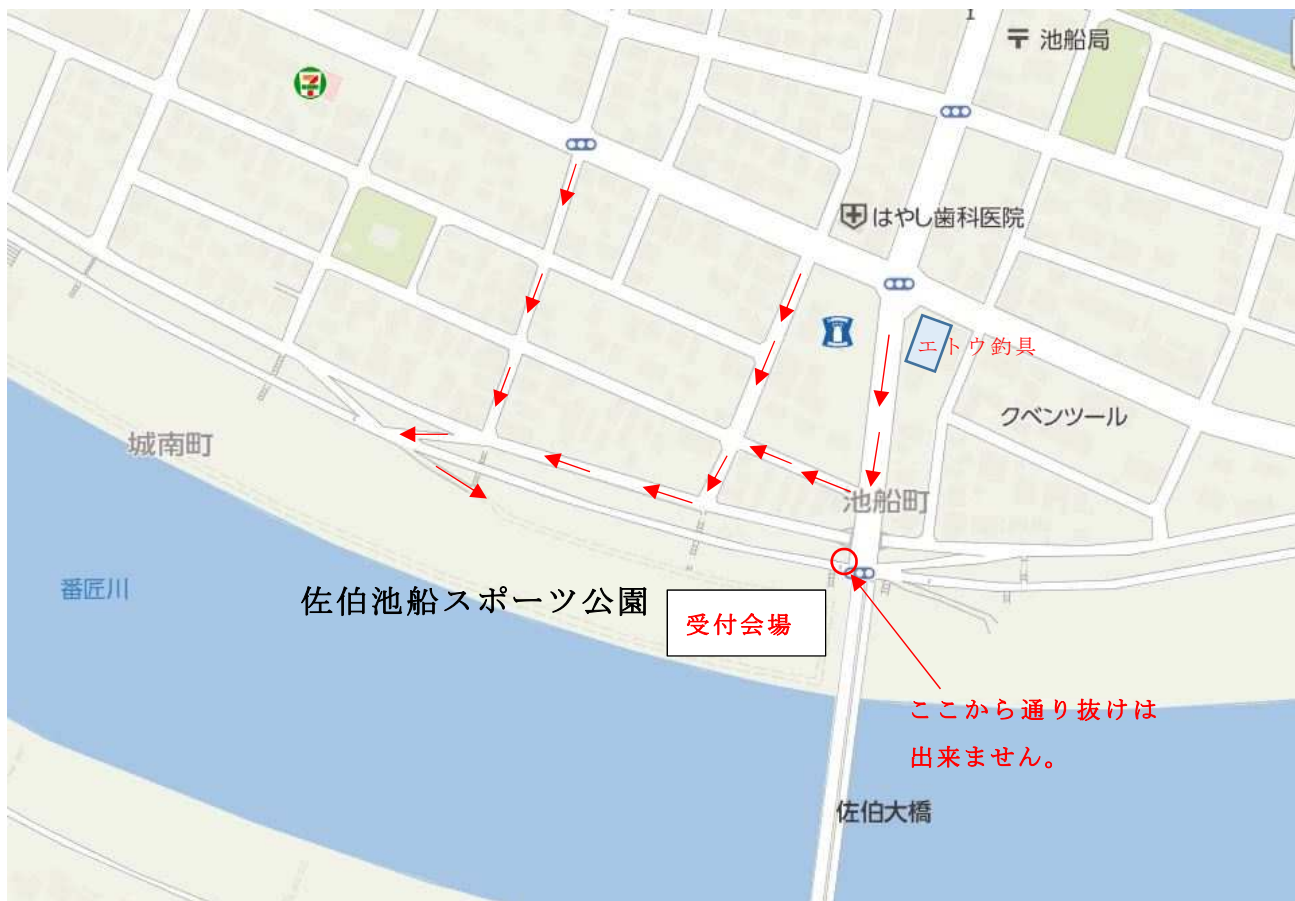 〒 池船局
7
はやし歯科医院
エトウ釣具
クベンツール
城南町
池船町
番匠川
佐伯池船スポーツ公園
受付会場
ここから通り抜けは
出来ません。
佐伯大橋